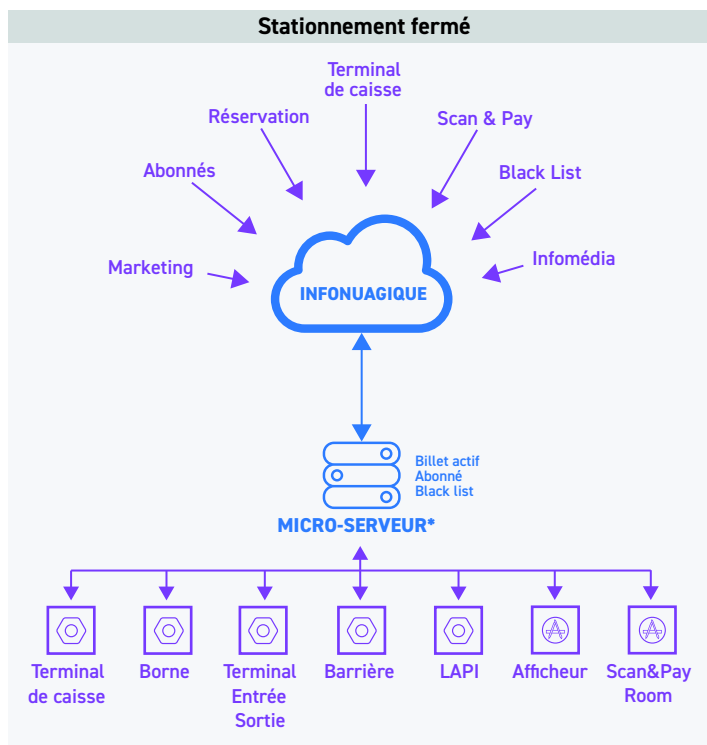 Stationnement fermé
Terminal
de caisse
Réservation
Scan & Pay
Abonnés
Black List
Marketing
Infomédia
INFONUAGIQUE
Billet actif
Abonné
Black list
MICRO-SERVEUR*
Terminal
de caisse
Borne
Terminal
Entrée
Sortie
Barrière
LAPI
Afficheur
Scan&Pay
Room